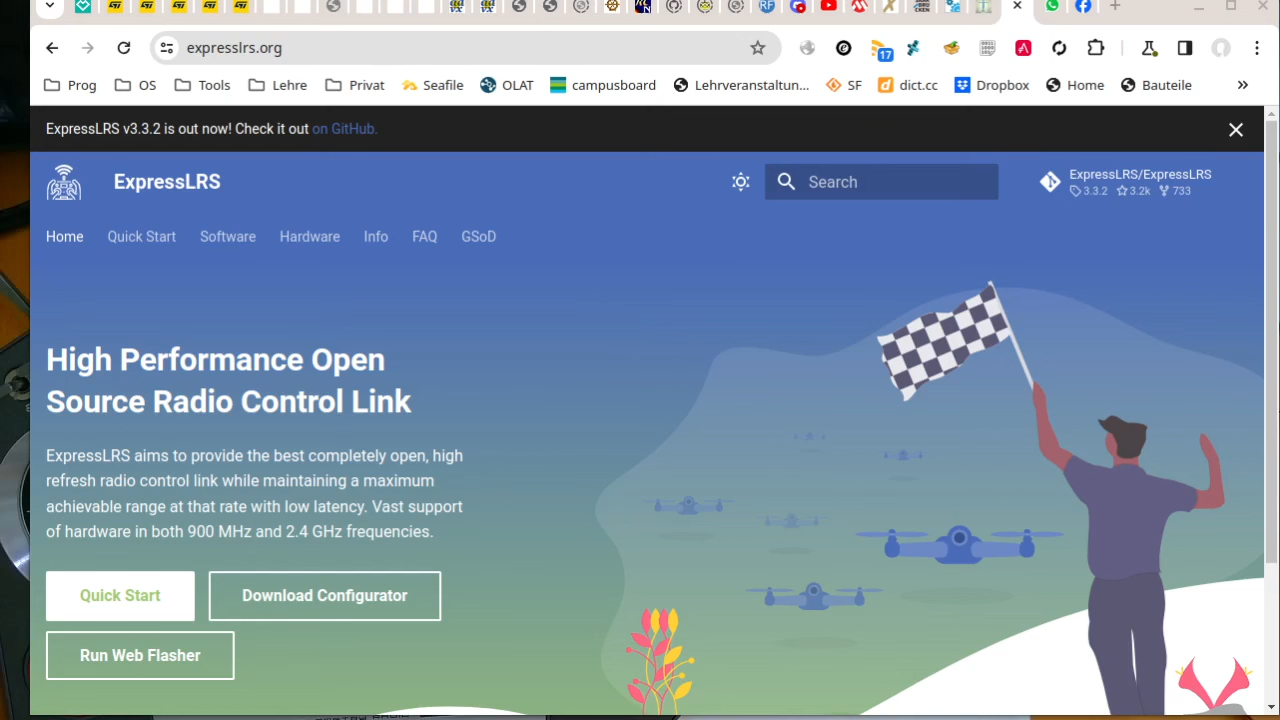 expresslrs.org
17
Prog OS Tools Lehre Privat Seafile OLAT campusboard Lehrveranstaltun... SF dict.cc Dropbox Home Bauteile »
ExpressLRS v3.3.2 is out now! Check it out on GitHub.
ExpressLRS
Search
ExpressLRS/ExpressLRS
3.3.2 3.2k 733
Home Quick Start Software Hardware Info FAQ GSoD
High Performance Open
Source Radio Control Link
ExpressLRS aims to provide the best completely open, high
refresh radio control link while maintaining a maximum
achievable range at that rate with low latency. Vast support
of hardware in both 900 MHz and 2.4 GHz frequencies.
Quick Start
Download Configurator
Run Web Flasher